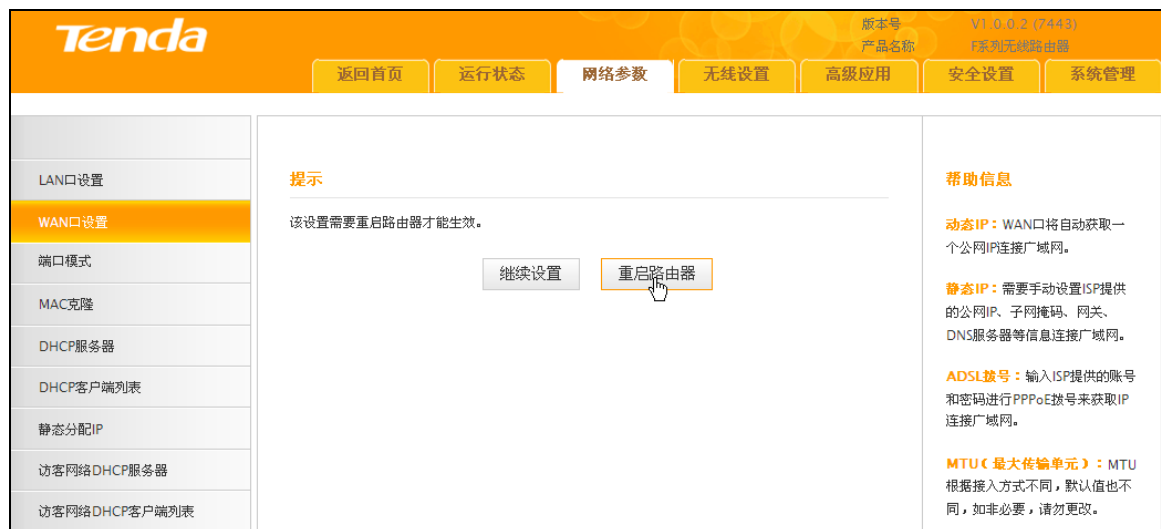 Tenda
版本号 V1.0.0.2 (7443)
产品名称 F系列无线路由器
返回首页 运行状态 网络参数 无线设置 高级应用 安全设置 系统管理
LAN口设置
WAN口设置
端口模式
MAC克隆
DHCP服务器
DHCP客户端列表
静态分配IP
访客网络DHCP服务器
访客网络DHCP客户端列表
提示
该设置需要重启路由器才能生效。
继续设置 重启路由器
帮助信息
动态IP：WAN口将自动获取一
个公网IP连接广域网。
静态IP：需要手动设置ISP提供
的公网IP、子网掩码、网关、
DNS服务器等信息连接广域网。
ADSL拨号：输入ISP提供的账号
和密码进行PPPoE拨号来获取IP
连接广域网。
MTU（最大传输单元）：MTU
根据接入方式不同，默认值也不
同，如非必要，请勿更改。